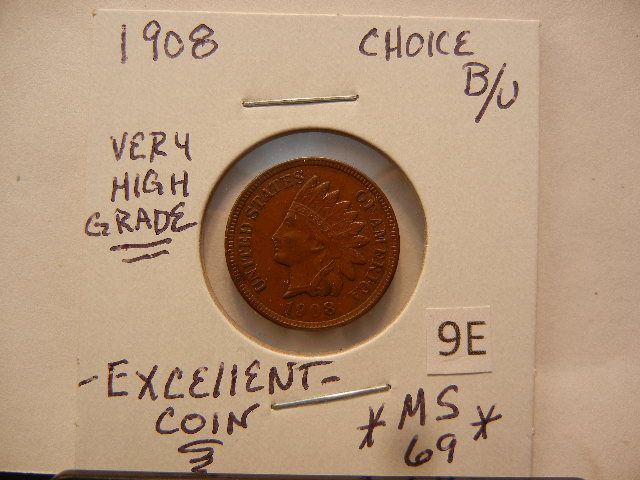 1908
CHOICE
B/U
VERY
HIGH
GRADE
UNITED STATES OF AMERICA
1908
9E
-EXCEllENT-
COIN
*MS*
69